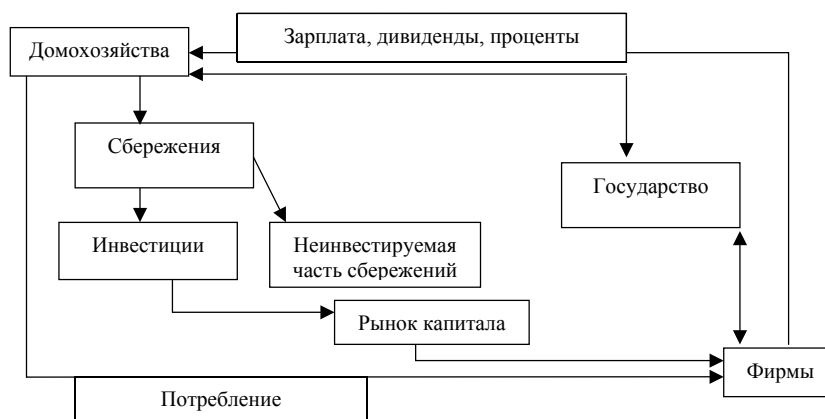 Зарплата, дивиденды, проценты
Домохозяйства
Сбережения
Государство
Инвестиции
Неинвестируемая
часть сбережений
Рынок капитала
Фирмы
Потребление